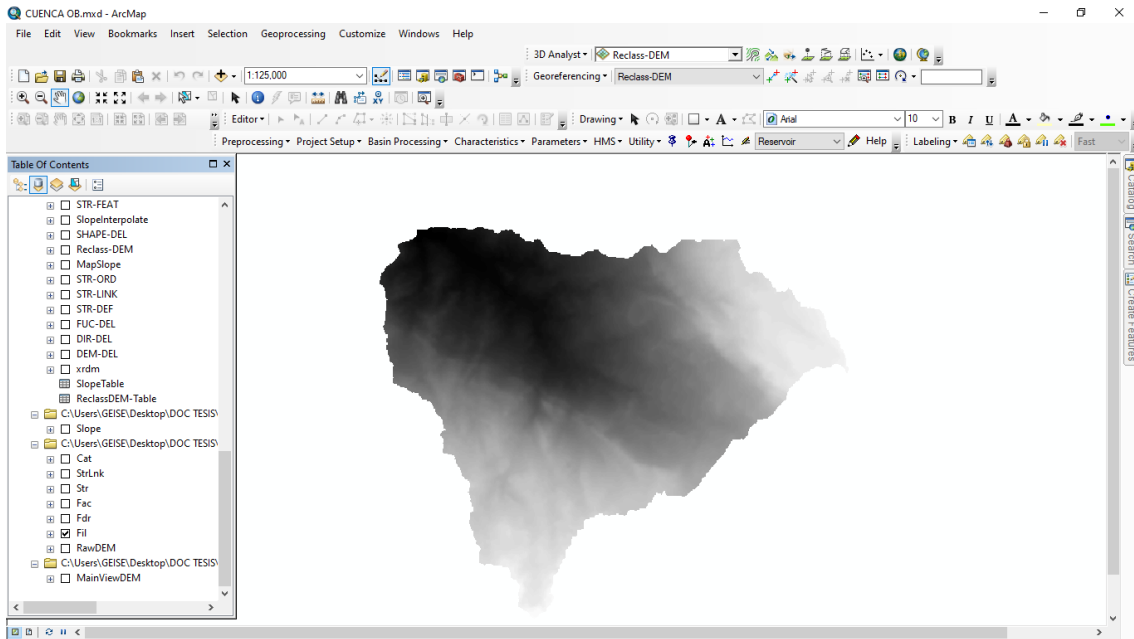 CUENCA OB.mxd - ArcMap
File Edit View Bookmarks Insert Selection Geoprocessing Customize Windows Help
3D Analyst Reclass-DEM
1:125,000 Georeferencing Reclass-DEM
Editor Drawing A Arial 10 B I U A
Preprocessing Project Setup Basin Processing Characteristics Parameters HMS Utility Reservoir Help Labeling Fast
Table Of Contents
STR-FEAT
SlopeInterpolate
SHAPE-DEL
Reclass-DEM
MapSlope
STR-ORD
STR-LINK
STR-DEF
FUC-DEL
DIR-DEL
DEM-DEL
xrdm
SlopeTable
ReclassDEM-Table
C:\Users\GEISE\Desktop\DOC TESIS\
Slope
C:\Users\GEISE\Desktop\DOC TESIS\
Cat
StrLnk
Str
Fac
Fdr
Fil
RawDEM
C:\Users\GEISE\Desktop\DOC TESIS\
MainViewDEM
Catalog
Search
Create Features